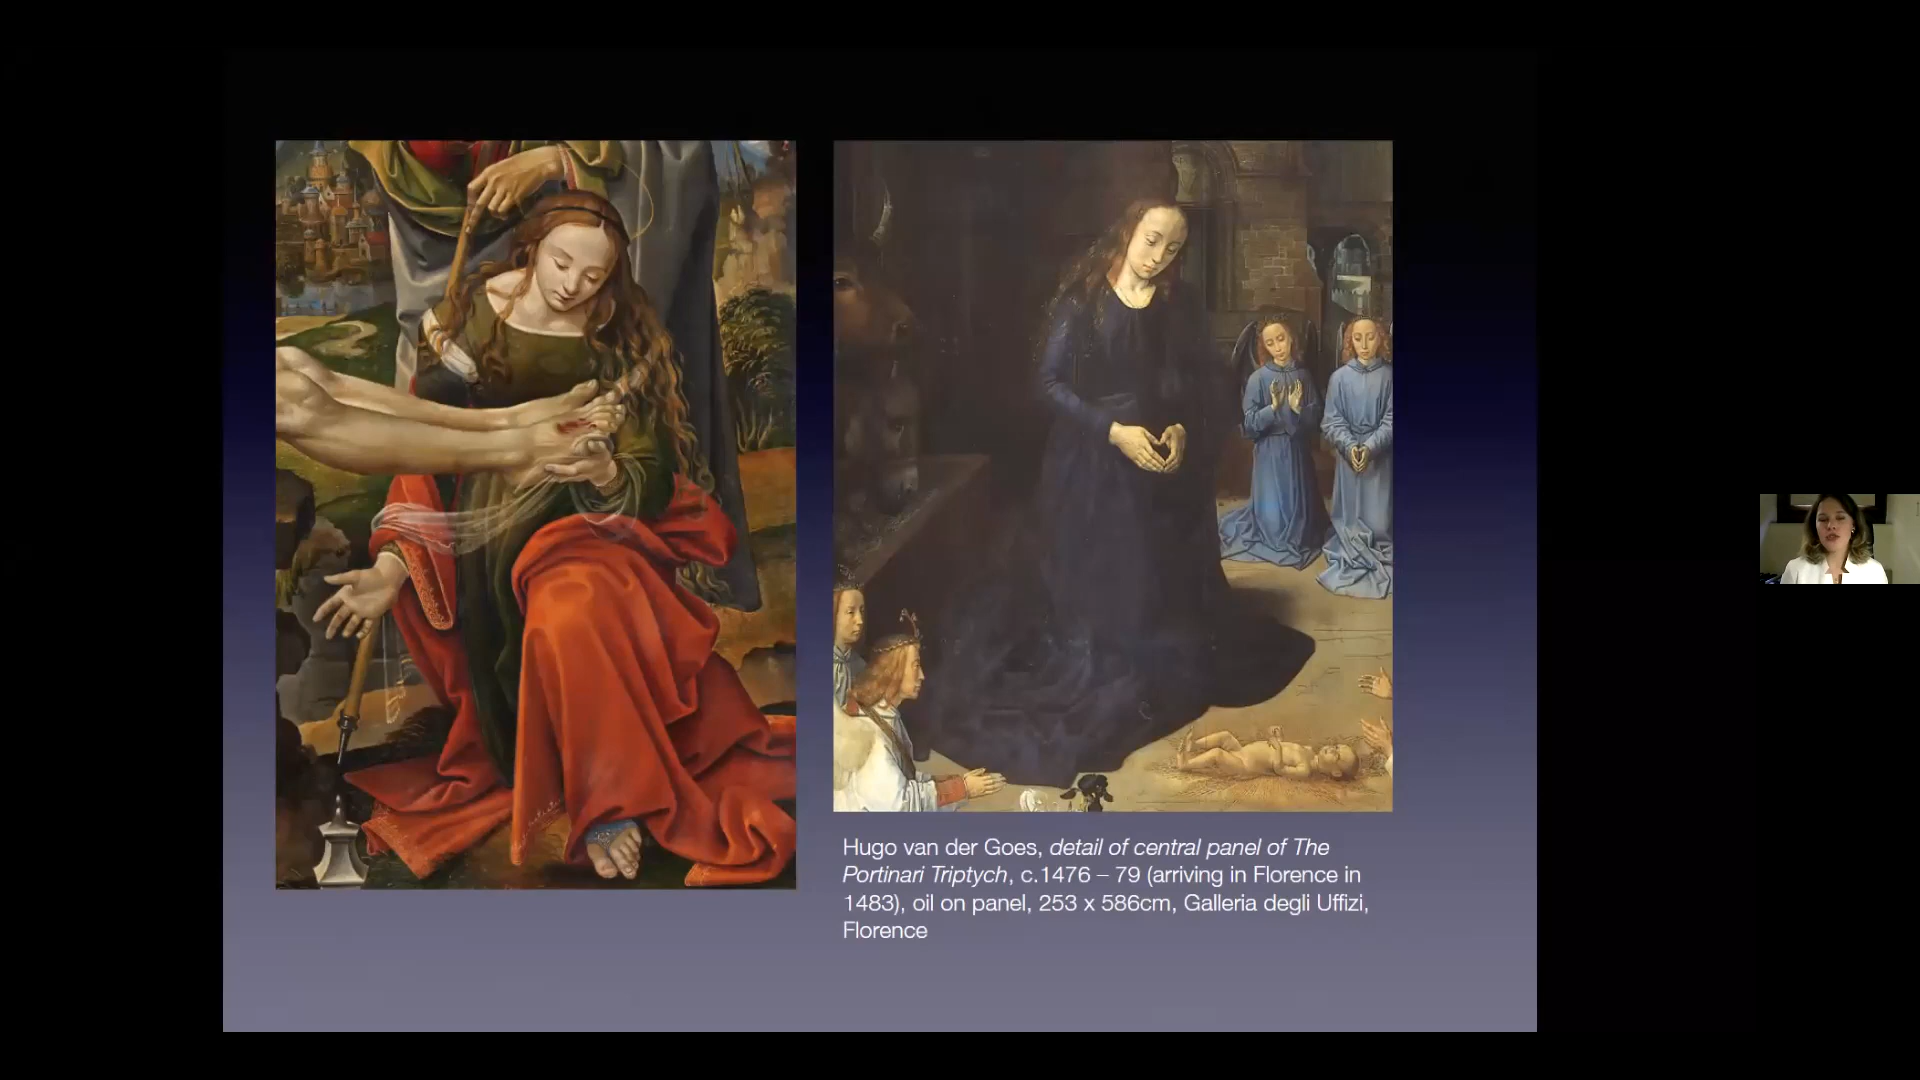 Hugo van der Goes, detail of central panel of The
Portinari Triptych, c.1476 – 79 (arriving in Florence in
1483), oil on panel, 253 x 586cm, Galleria degli Uffizi,
Florence